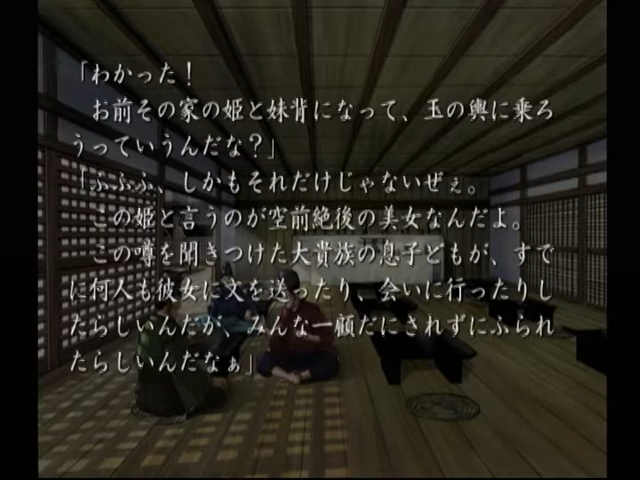 「わかった！
お前その家の姫と妹背になって、玉の輿に乗ろ
うっていうんだな？」
「ふふふ、しかもそれだけじゃないぜぇ。
この姫と言うのが空前絶後の美女なんだよ。
この噂を聞きつけた大貴族の息子どもが、すで
に何人も彼女に文を送ったり、会いに行ったりし
たらしいんだが、みんな一顧だにされずにふられ
たらしいんだなぁ」